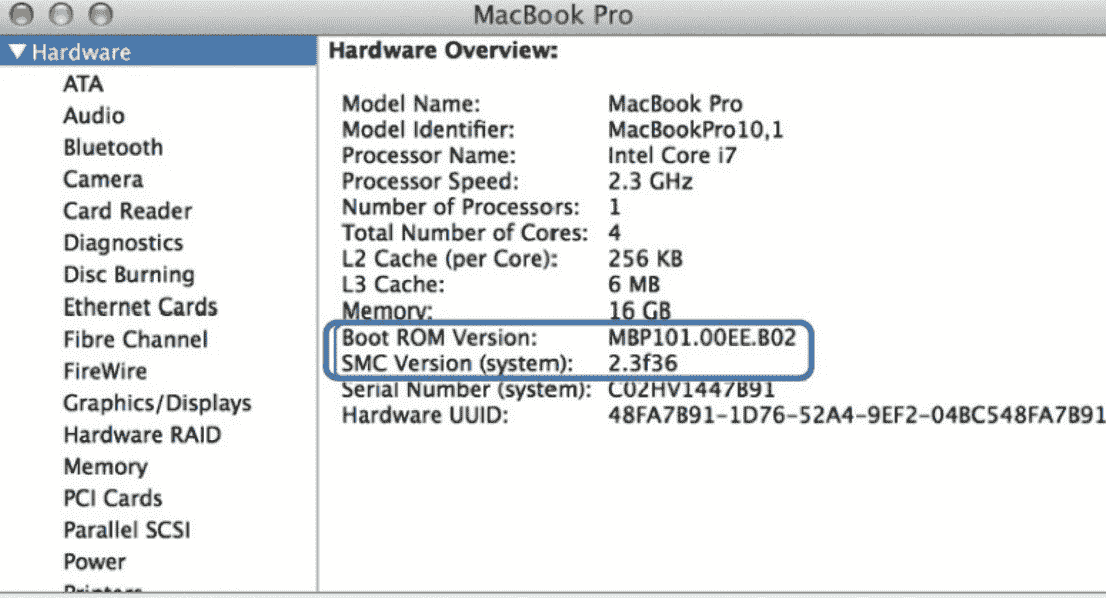 MacBook Pro
Hardware
ATA
Audio
Bluetooth
Camera
Card Reader
Diagnostics
Disc Burning
Ethernet Cards
Fibre Channel
FireWire
Graphics/Displays
Hardware RAID
Memory
PCI Cards
Parallel SCSI
Power
Printers
Hardware Overview:
Model Name: MacBook Pro
Model Identifier: MacBookPro10,1
Processor Name: Intel Core i7
Processor Speed: 2.3 GHz
Number of Processors: 1
Total Number of Cores: 4
L2 Cache (per Core): 256 KB
L3 Cache: 6 MB
Memory: 16 GB
Boot ROM Version: MBP101.00EE.B02
SMC Version (system): 2.3f36
Serial Number (system): C02HV1447B91
Hardware UUID: 48FA7B91-1D76-52A4-9EF2-04BC548FA7B91